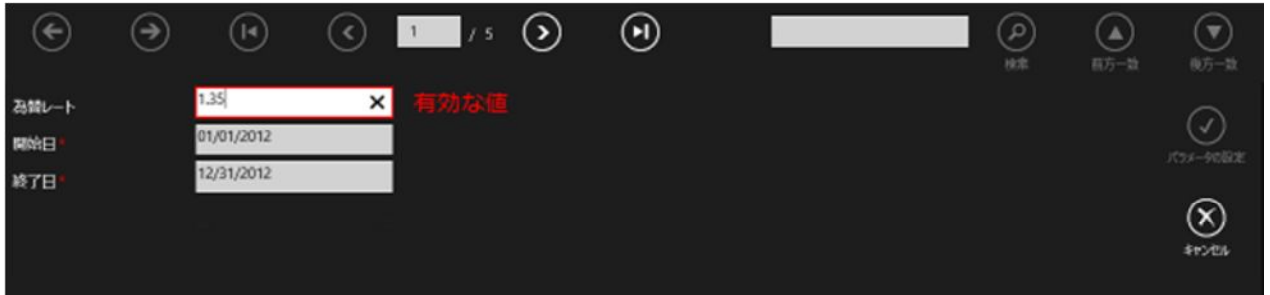 1 / 5
検索
前方一致
後方一致
為替レート 1.35 有効な値
開始日* 01/01/2012
終了日* 12/31/2012
パラメータの設定
キャンセル